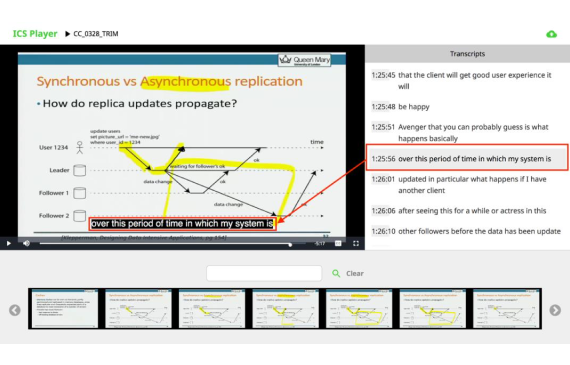 ICS Player ▶ CC_0328_TRIM
Queen Mary
University of London
Synchronous vs Asynchronous replication
• How do replica updates propagate?
update users
set picture_url = 'me-new.jpg'
where user_id = 1234
time
User 1234
ok
Leader
waiting for follower's ok
data change
ok
Follower 1
data change
ok
Follower 2
over this period of time in which my system is
-5:17
Transcripts
1:25:45 that the client will get good user experience it
will
1:25:48 be happy
1:25:51 Avenger that you can probably guess is what
happens basically
1:25:56 over this period of time in which my system is
1:26:01 updated in particular what happens if I have
another client
1:26:06 after seeing this for a while or actress in this
1:26:10 other followers before the data has been update
Clear